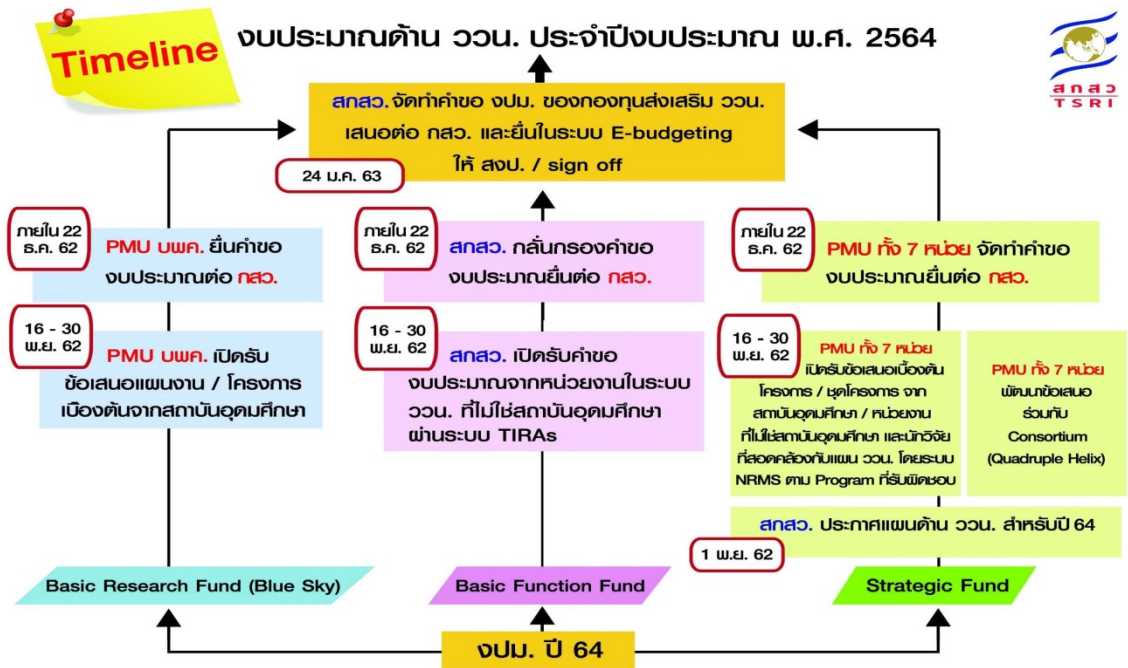 Timeline
งบประมาณด้าน ววน. ประจำปีงบประมาณ พ.ศ. 2564
สกสว
TSRI
สกสว. จัดทำคำขอ งปม. ของกองทุนส่งเสริม ววน.
เสนอต่อ กสว. และยื่นในระบบ E-budgeting
ให้ สงป. / sign off
24 ม.ค. 63
ภายใน 22
ธ.ค. 62
PMU บพค. ยื่นคำขอ
งบประมาณต่อ กสว.
ภายใน 22
ธ.ค. 62
สกสว. กลั่นกรองคำขอ
งบประมาณยื่นต่อ กสว.
ภายใน 22
ธ.ค. 62
PMU ทั้ง 7 หน่วย จัดทำคำขอ
งบประมาณยื่นต่อ กสว.
16 - 30
พ.ย. 62
PMU บพค. เปิดรับ
ข้อเสนอแผนงาน / โครงการ
เบื้องต้นจากสถาบันอุดมศึกษา
16 - 30
พ.ย. 62
สกสว. เปิดรับคำขอ
งบประมาณจากหน่วยงานในระบบ
ววน. ที่ไม่ใช่สถาบันอุดมศึกษา
ผ่านระบบ TIRAs
16 - 30
พ.ย. 62
PMU ทั้ง 7 หน่วย
เปิดรับข้อเสนอเบื้องต้น
โครงการ / ชุดโครงการ จาก
สถาบันอุดมศึกษา / หน่วยงาน
ที่ไม่ใช่สถาบันอุดมศึกษา และนักวิจัย
ที่สอดคล้องกับแผน ววน. โดยระบบ
NRMS ตาม Program ที่รับผิดชอบ
PMU ทั้ง 7 หน่วย
พัฒนาข้อเสนอ
ร่วมกับ
Consortium
(Quadruple Helix)
สกสว. ประกาศแผนด้าน ววน. สำหรับปี 64
1 พ.ย. 62
Basic Research Fund (Blue Sky)
Basic Function Fund
Strategic Fund
งปม. ปี 64